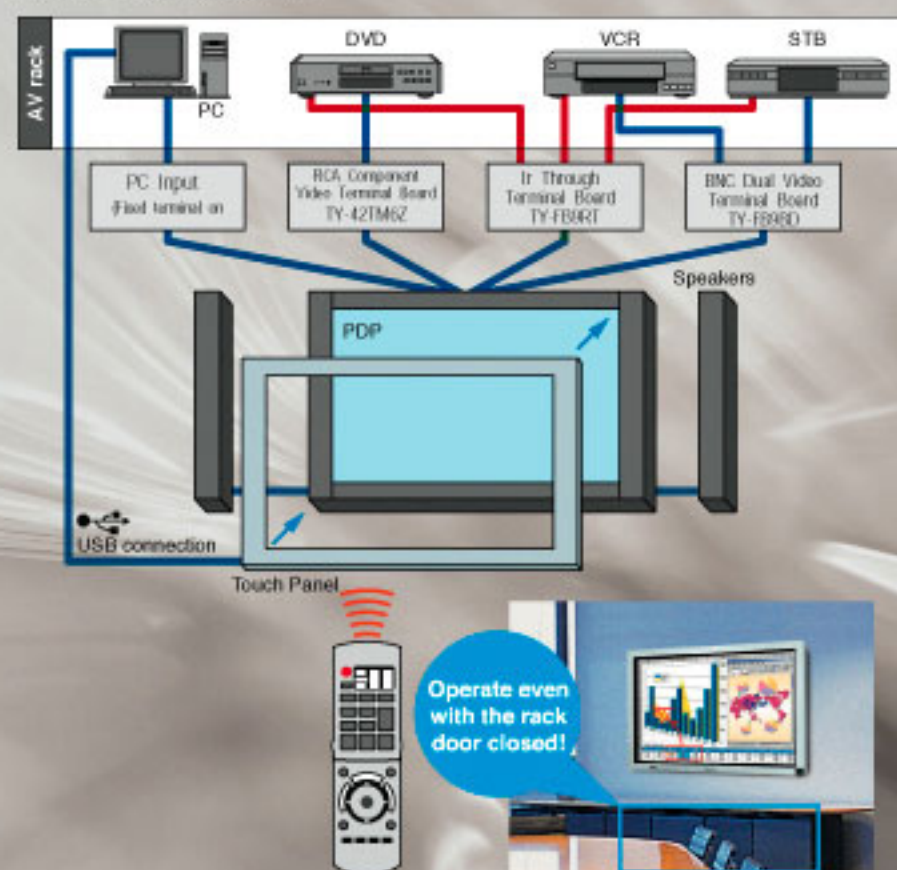 AV rack
PC
DVD
VCR
STB
PC Input
(Fixed terminal on
RCA Component
Video Terminal Board
TY-42TM6Z
Ir Through
Terminal Board
TY-FB9RT
BNC Dual Video
Terminal Board
TY-FB9BD
Speakers
PDP
USB connection
Touch Panel
Operate even
with the rack
door closed!